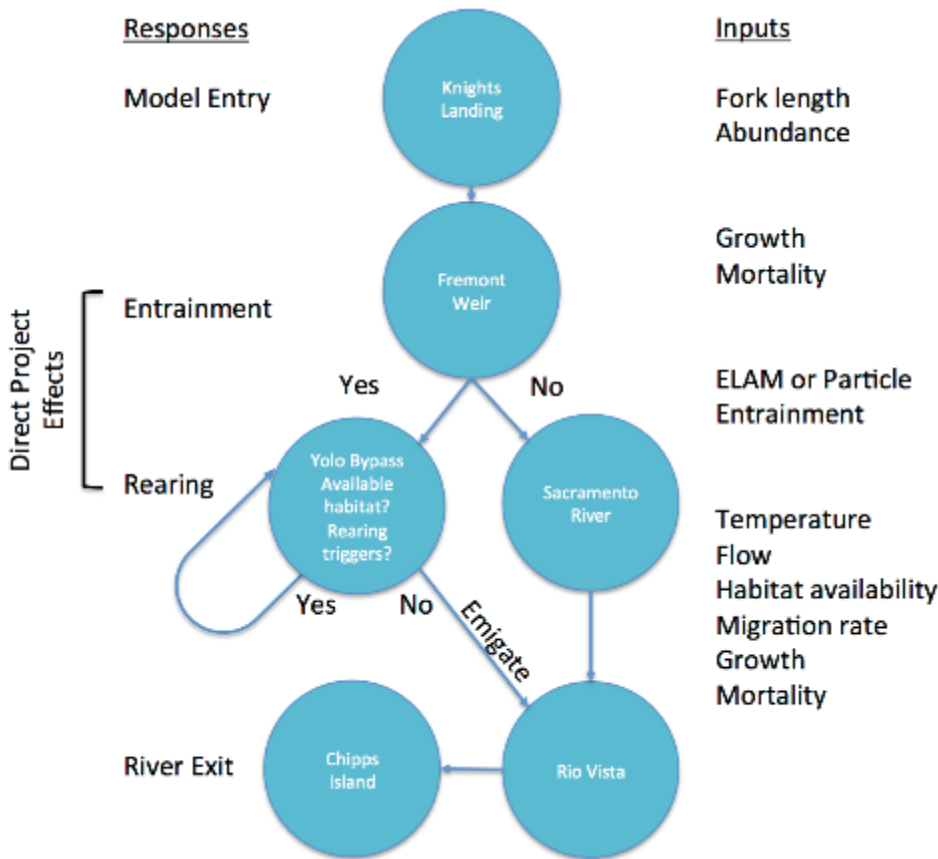 Responses
Inputs
Model Entry
Knights
Landing
Fork length
Abundance
Growth
Mortality
Fremont
Weir
Direct Project
Effects
Entrainment
Yes
No
ELAM or Particle
Entrainment
Rearing
Yolo Bypass
Available
habitat?
Rearing
triggers?
Sacramento
River
Yes
No
Emigate
Temperature
Flow
Habitat availability
Migration rate
Growth
Mortality
River Exit
Chipps
Island
Rio Vista